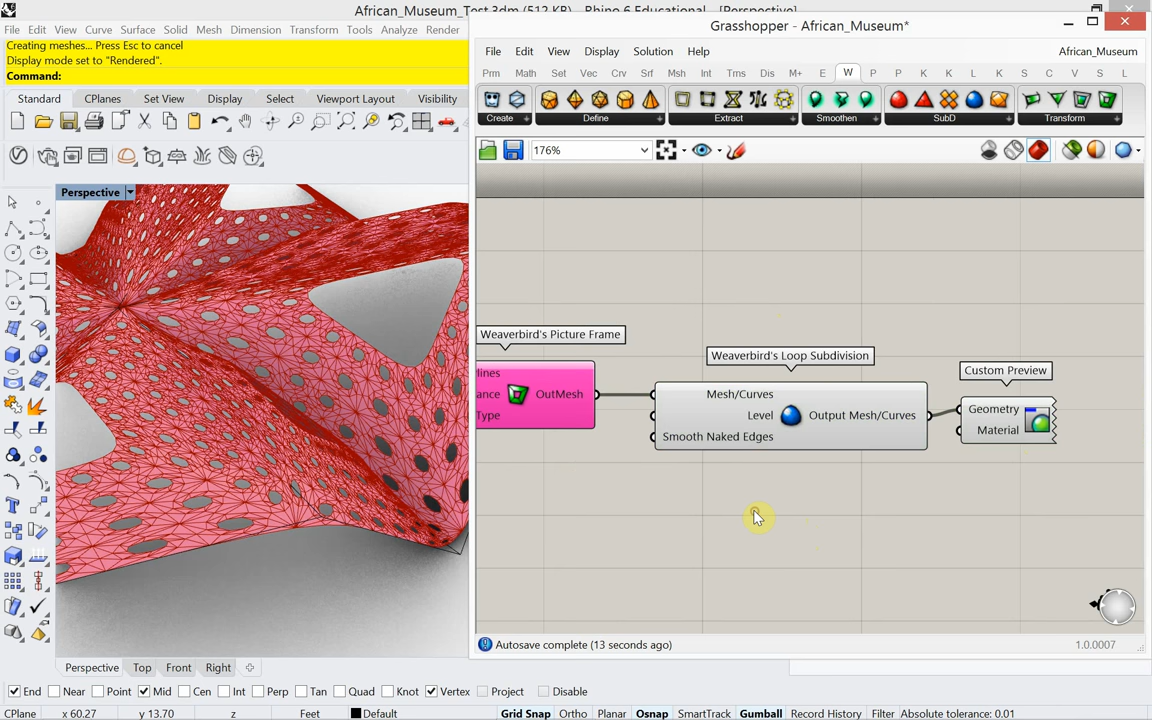 African_Museum_Test.3dm (512 KB) - Rhino 6 Educational - [Perspective]
File Edit View Curve Surface Solid Mesh Dimension Transform Tools Analyze Render
Creating meshes... Press Esc to cancel
Display mode set to "Rendered".
Command:
Standard CPlanes Set View Display Select Viewport Layout Visibility
Perspective
Grasshopper - African_Museum*
File Edit View Display Solution Help African_Museum
Prm Math Set Vec Crv Srf Msh Int Trns Dis M+ E W P P K K L K S C V S L
Create Define Extract Smoothen SubD Transform
176%
Weaverbird's Picture Frame
lines
ance OutMesh
Type
Weaverbird's Loop Subdivision
Mesh/Curves
Level Output Mesh/Curves
Smooth Naked Edges
Custom Preview
Geometry
Material
Autosave complete (13 seconds ago) 1.0.0007
Perspective Top Front Right
End Near Point Mid Cen Int Perp Tan Quad Knot Vertex Project Disable
CPlane x 60.27 y 13.70 z Feet Default Grid Snap Ortho Planar Osnap SmartTrack Gumball Record History Filter Absolute tolerance: 0.01